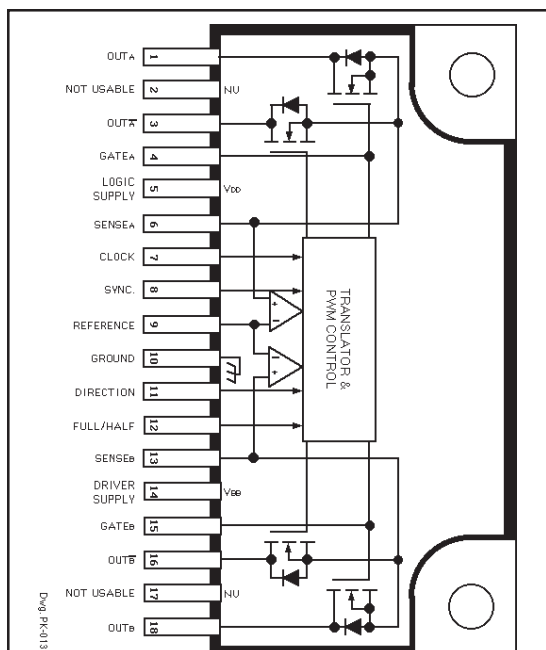 OUTA 1
NOT USABLE 2 NU
OUTA̅ 3
GATEA 4
LOGIC SUPPLY 5 VDD
SENSEA 6
CLOCK 7
SYNC. 8
REFERENCE 9
GROUND 10
DIRECTION 11
FULL/HALF 12
SENSEB 13
DRIVER SUPPLY 14 VBB
GATEB 15
OUTB̅ 16
NOT USABLE 17 NU
OUTB 18
+
–
–
+
TRANSLATOR &
PWM CONTROL
Dwg. PK-013